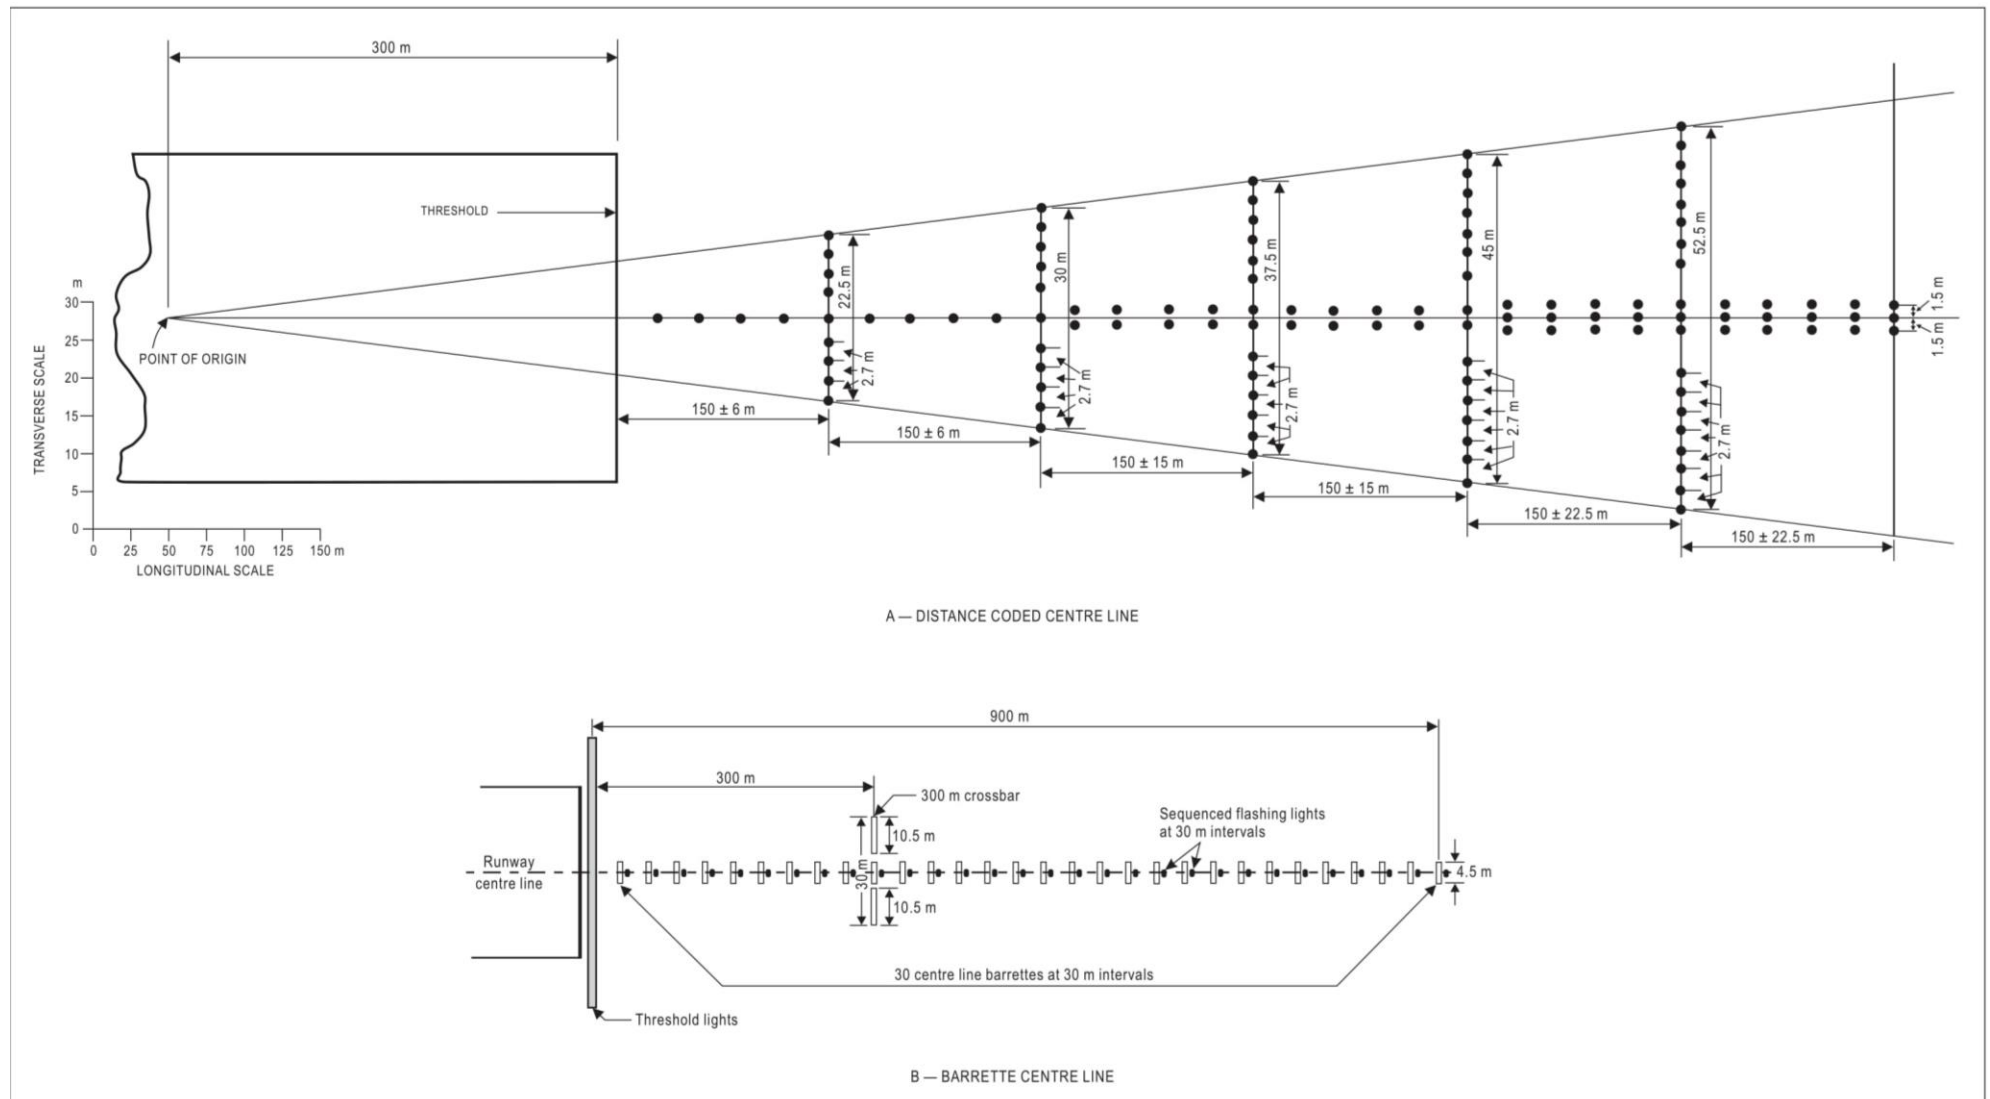 300 m
THRESHOLD
POINT OF ORIGIN
m
30
25
20
15
10
5
0
TRANSVERSE SCALE
0 25 50 75 100 125 150 m
LONGITUDINAL SCALE
22.5 m
2.7 m
30 m
2.7 m
37.5 m
2.7 m
45 m
2.7 m
52.5 m
2.7 m
1.5 m
1.5 m
150 ± 6 m
150 ± 6 m
150 ± 15 m
150 ± 15 m
150 ± 22.5 m
150 ± 22.5 m
A — DISTANCE CODED CENTRE LINE
900 m
300 m
300 m crossbar
10.5 m
30 m
10.5 m
Sequenced flashing lights
at 30 m intervals
Runway
centre line
4.5 m
30 centre line barrettes at 30 m intervals
Threshold lights
B — BARRETTE CENTRE LINE